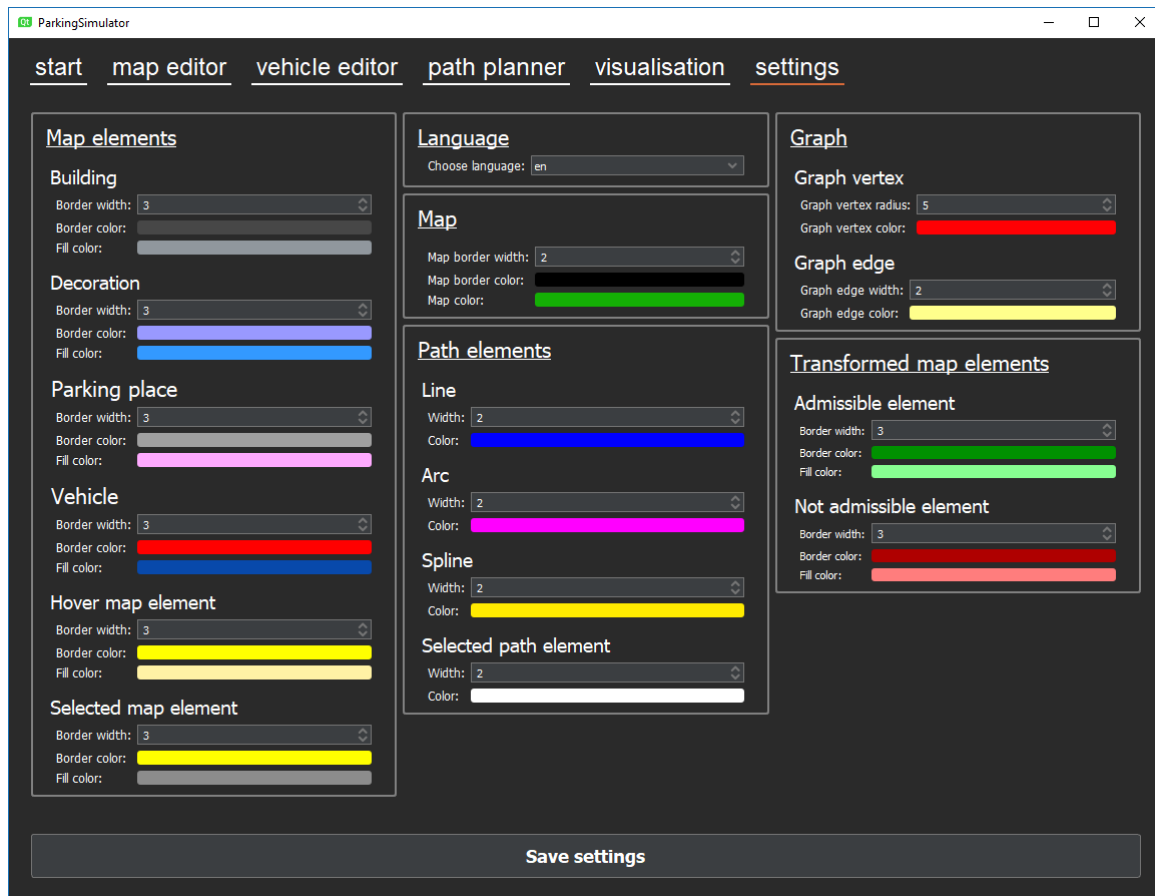 Qt ParkingSimulator
start map editor vehicle editor path planner visualisation settings
Map elements
Building
Border width: 3
Border color:
Fill color:
Decoration
Border width: 3
Border color:
Fill color:
Parking place
Border width: 3
Border color:
Fill color:
Vehicle
Border width: 3
Border color:
Fill color:
Hover map element
Border width: 3
Border color:
Fill color:
Selected map element
Border width: 3
Border color:
Fill color:
Language
Choose language: en
Map
Map border width: 2
Map border color:
Map color:
Path elements
Line
Width: 2
Color:
Arc
Width: 2
Color:
Spline
Width: 2
Color:
Selected path element
Width: 2
Color:
Graph
Graph vertex
Graph vertex radius: 5
Graph vertex color:
Graph edge
Graph edge width: 2
Graph edge color:
Transformed map elements
Admissible element
Border width: 3
Border color:
Fill color:
Not admissible element
Border width: 3
Border color:
Fill color:
Save settings